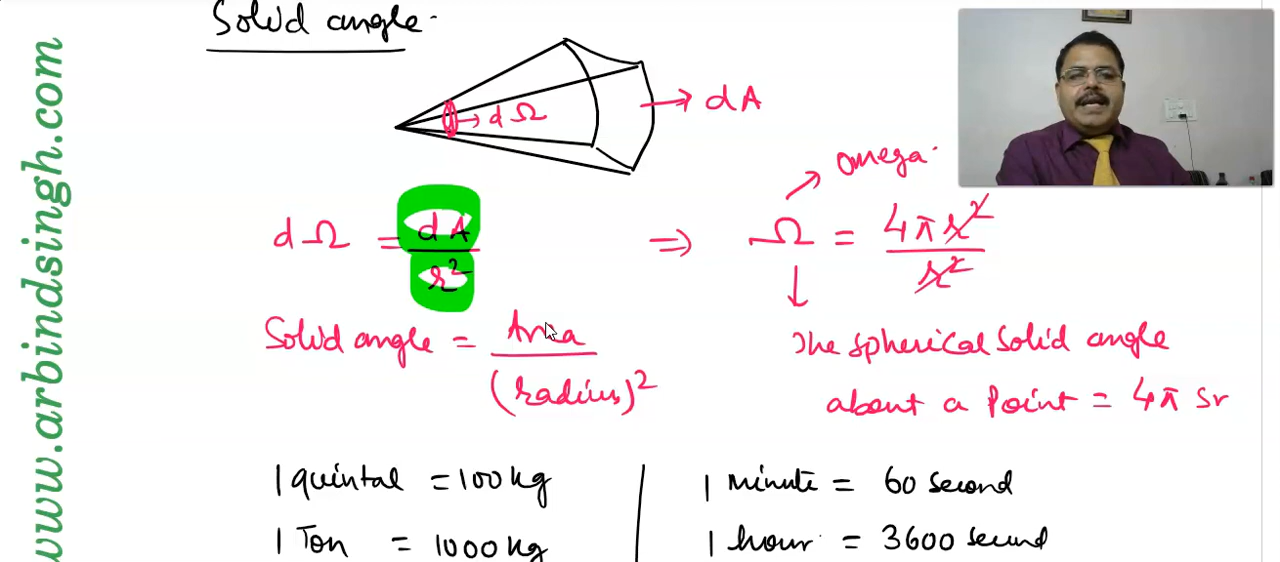 Solid angle.
→ dΩ
→ dA
→ Omega.
dΩ = dA / r²
⇒ Ω = 4πr² / r²
Solid angle = Area / (radius)²
The spherical solid angle
about a point = 4π Sr
1 quintal = 100 kg
1 minute = 60 second
1 Ton = 1000 kg
1 hour = 3600 second
www.arbindsingh.com